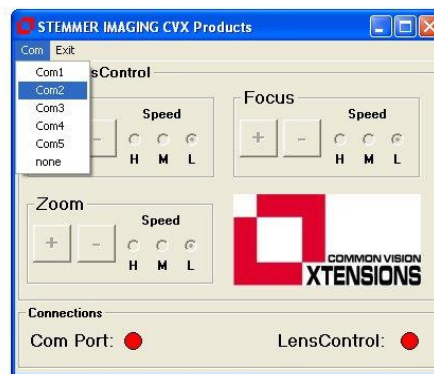 STEMMER IMAGING CVX Products
Com Exit
Com1
Com2
Com3
Com4
Com5
none
sControl
Speed
- H M L
Focus
Speed
+ - H M L
Zoom
Speed
+ - H M L
COMMON VISION
XTENSIONS
Connections
Com Port: LensControl: